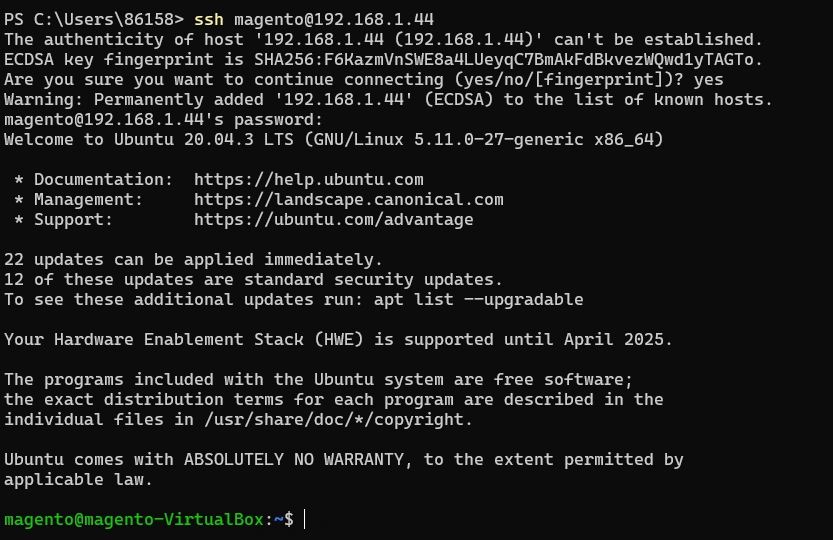 PS C:\Users\86158> ssh magento@192.168.1.44
The authenticity of host '192.168.1.44 (192.168.1.44)' can't be established.
ECDSA key fingerprint is SHA256:F6KazmVnSWE8a4LUeyqC7BmAkFdBkvezWQwd1yTAGTo.
Are you sure you want to continue connecting (yes/no/[fingerprint])? yes
Warning: Permanently added '192.168.1.44' (ECDSA) to the list of known hosts.
magento@192.168.1.44's password:
Welcome to Ubuntu 20.04.3 LTS (GNU/Linux 5.11.0-27-generic x86_64)

 * Documentation:  https://help.ubuntu.com
 * Management:     https://landscape.canonical.com
 * Support:        https://ubuntu.com/advantage

22 updates can be applied immediately.
12 of these updates are standard security updates.
To see these additional updates run: apt list --upgradable

Your Hardware Enablement Stack (HWE) is supported until April 2025.

The programs included with the Ubuntu system are free software;
the exact distribution terms for each program are described in the
individual files in /usr/share/doc/*/copyright.

Ubuntu comes with ABSOLUTELY NO WARRANTY, to the extent permitted by
applicable law.

magento@magento-VirtualBox:~$